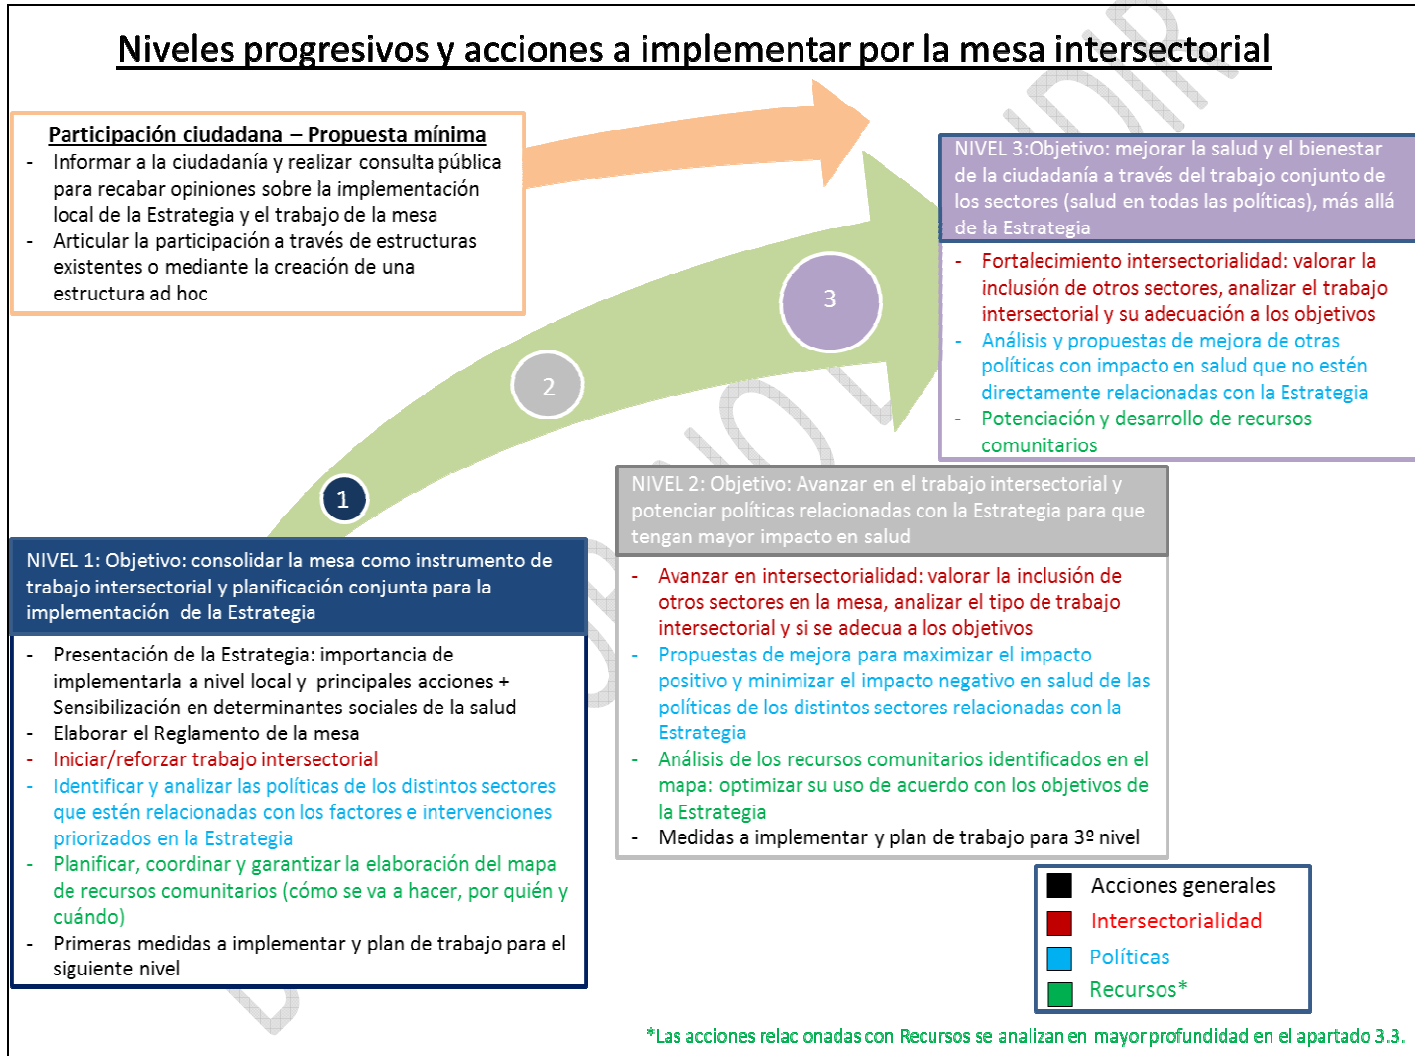 Niveles progresivos y acciones a implementar por la mesa intersectorial
Participación ciudadana – Propuesta mínima
- Informar a la ciudadanía y realizar consulta pública
para recabar opiniones sobre la implementación
local de la Estrategia y el trabajo de la mesa
- Articular la participación a través de estructuras
existentes o mediante la creación de una
estructura ad hoc
NIVEL 3:Objetivo: mejorar la salud y el bienestar
de la ciudadanía a través del trabajo conjunto de
los sectores (salud en todas las políticas), más allá
de la Estrategia
- Fortalecimiento intersectorialidad: valorar la
inclusión de otros sectores, analizar el trabajo
intersectorial y su adecuación a los objetivos
- Análisis y propuestas de mejora de otras
políticas con impacto en salud que no estén
directamente relacionadas con la Estrategia
- Potenciación y desarrollo de recursos
comunitarios
3
2
1
NIVEL 2: Objetivo: Avanzar en el trabajo intersectorial y
potenciar políticas relacionadas con la Estrategia para que
tengan mayor impacto en salud
- Avanzar en intersectorialidad: valorar la inclusión de
otros sectores en la mesa, analizar el tipo de trabajo
intersectorial y si se adecua a los objetivos
- Propuestas de mejora para maximizar el impacto
positivo y minimizar el impacto negativo en salud de las
políticas de los distintos sectores relacionadas con la
Estrategia
- Análisis de los recursos comunitarios identificados en el
mapa: optimizar su uso de acuerdo con los objetivos de
la Estrategia
- Medidas a implementar y plan de trabajo para 3º nivel
NIVEL 1: Objetivo: consolidar la mesa como instrumento de
trabajo intersectorial y planificación conjunta para la
implementación de la Estrategia
- Presentación de la Estrategia: importancia de
implementarla a nivel local y principales acciones +
Sensibilización en determinantes sociales de la salud
- Elaborar el Reglamento de la mesa
- Iniciar/reforzar trabajo intersectorial
- Identificar y analizar las políticas de los distintos sectores
que estén relacionadas con los factores e intervenciones
priorizados en la Estrategia
- Planificar, coordinar y garantizar la elaboración del mapa
de recursos comunitarios (cómo se va a hacer, por quién y
cuándo)
- Primeras medidas a implementar y plan de trabajo para el
siguiente nivel
Acciones generales
Intersectorialidad
Políticas
Recursos*
*Las acciones relac onadas con Recursos se analizan en mayor profundidad en el apartado 3.3.